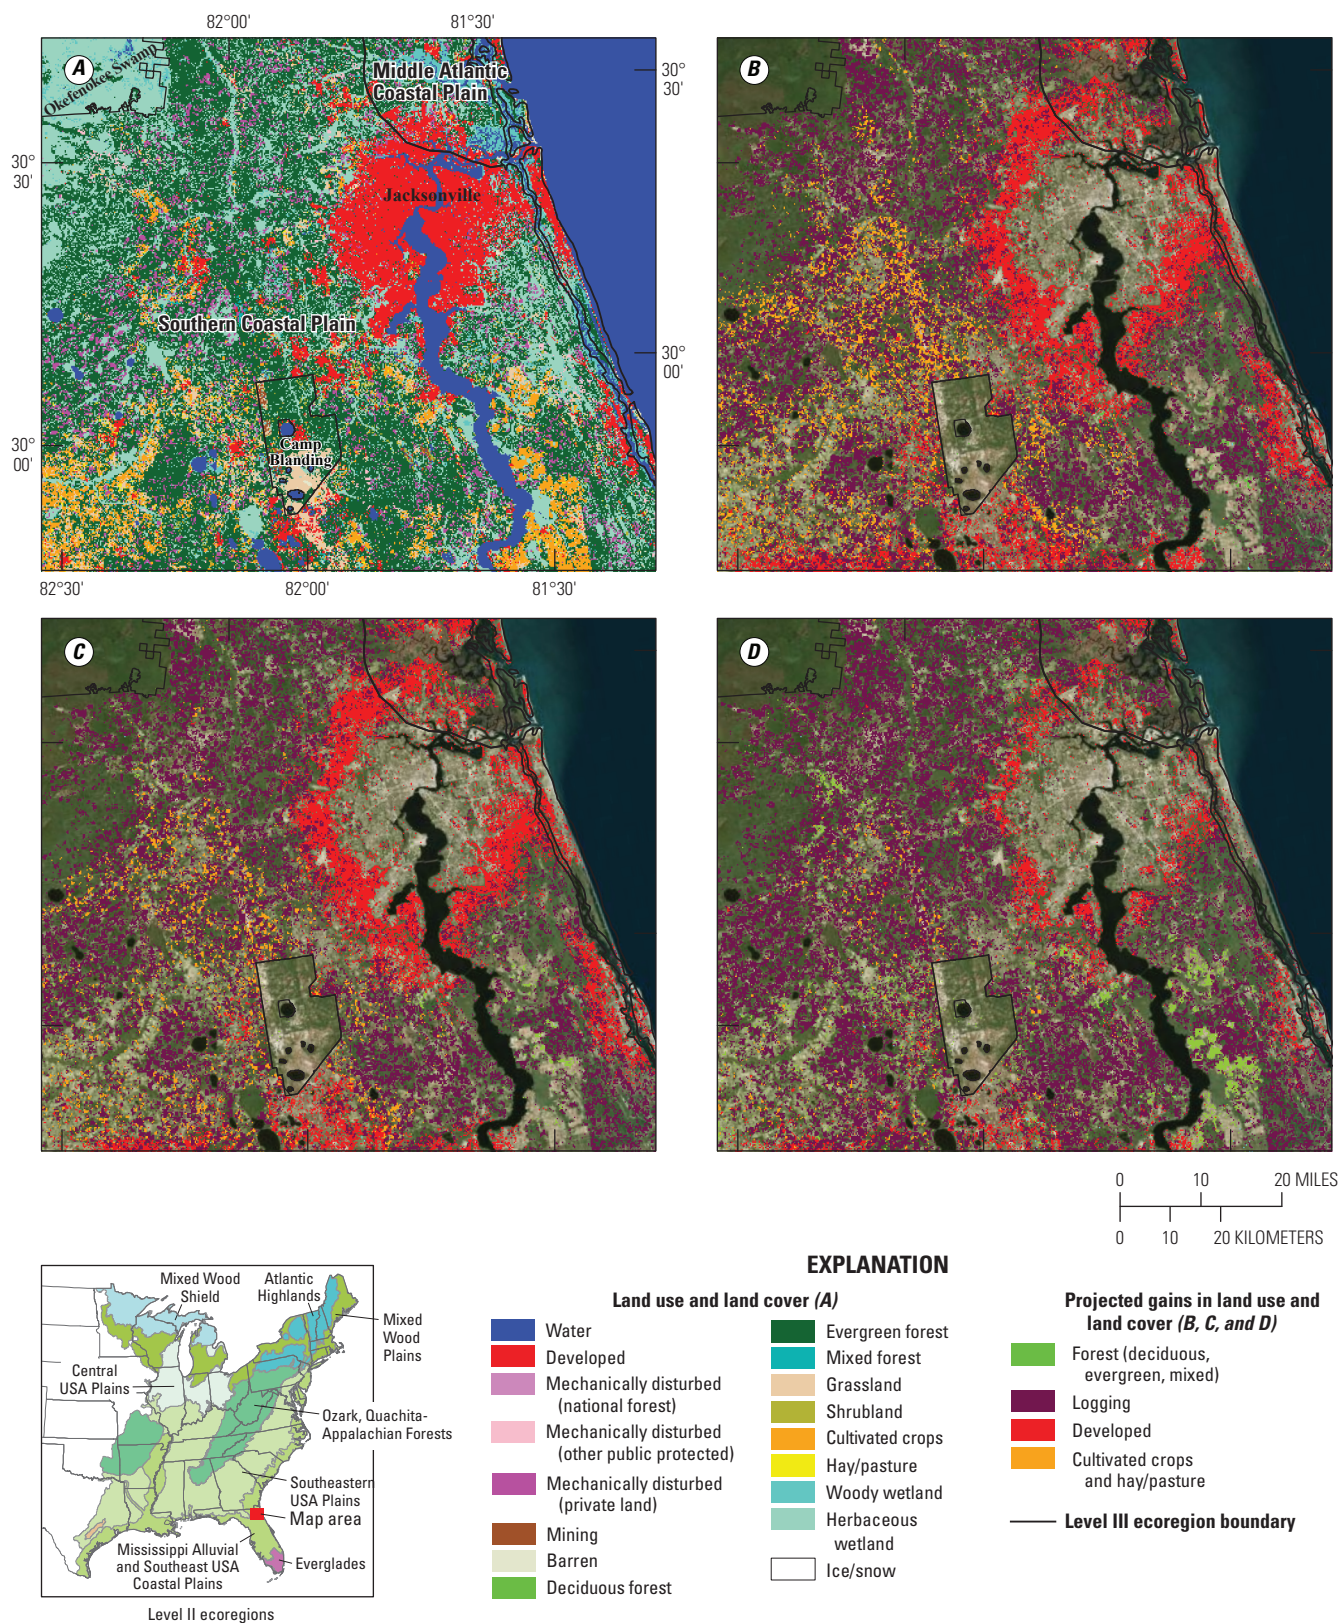 82°00'
81°30'
A
Okefenokee Swamp
Middle Atlantic
Coastal Plain
30°
30'
30°
30'
Jacksonville
Southern Coastal Plain
30°
00'
30°
00'
Camp
Blanding
82°30'
82°00'
81°30'
B
C
D
0 10 20 MILES
0 10 20 KILOMETERS
Mixed Wood
Shield
Atlantic
Highlands
Mixed
Wood
Plains
Central
USA Plains
Ozark, Quachita-
Appalachian Forests
Southeastern
USA Plains
Map area
Mississippi Alluvial
and Southeast USA
Coastal Plains
Everglades
Level II ecoregions
EXPLANATION
Land use and land cover (A)
Water
Developed
Mechanically disturbed
(national forest)
Mechanically disturbed
(other public protected)
Mechanically disturbed
(private land)
Mining
Barren
Deciduous forest
Evergreen forest
Mixed forest
Grassland
Shrubland
Cultivated crops
Hay/pasture
Woody wetland
Herbaceous
wetland
Ice/snow
Projected gains in land use and
land cover (B, C, and D)
Forest (deciduous,
evergreen, mixed)
Logging
Developed
Cultivated crops
and hay/pasture
Level III ecoregion boundary